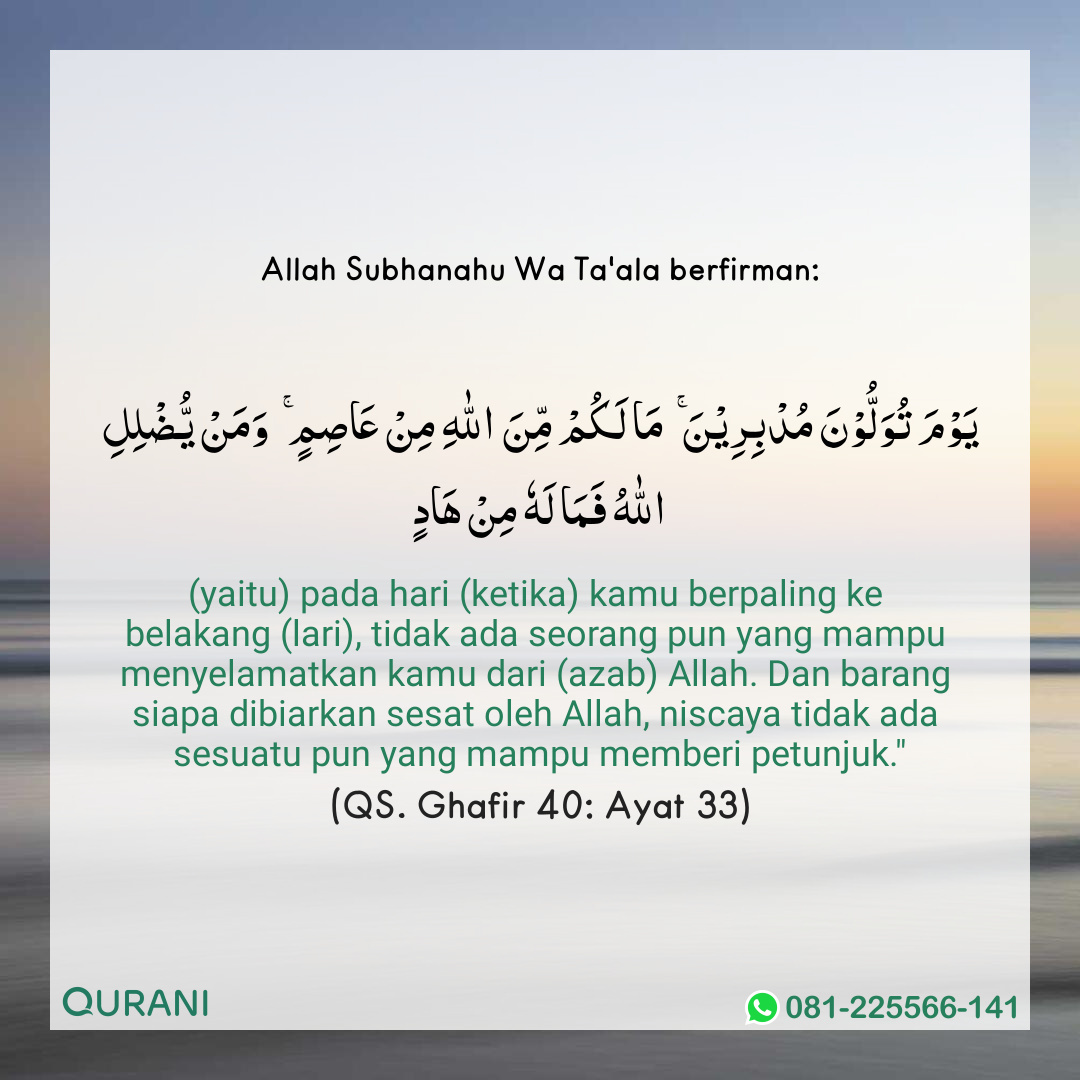 Allah Subhanahu Wa Ta'ala berfirman:
يَوْمَ تُوَلُّوْنَ مُدْبِرِيْنَۚ مَا لَكُمْ مِّنَ اللّٰهِ مِنْ عَاصِمٍۚ وَمَنْ يُّضْلِلِ
اللّٰهُ فَمَا لَهٗ مِنْ هَادٍ
(yaitu) pada hari (ketika) kamu berpaling ke
belakang (lari), tidak ada seorang pun yang mampu
menyelamatkan kamu dari (azab) Allah. Dan barang
siapa dibiarkan sesat oleh Allah, niscaya tidak ada
sesuatu pun yang mampu memberi petunjuk."
(QS. Ghafir 40: Ayat 33)
QURANI
081-225566-141